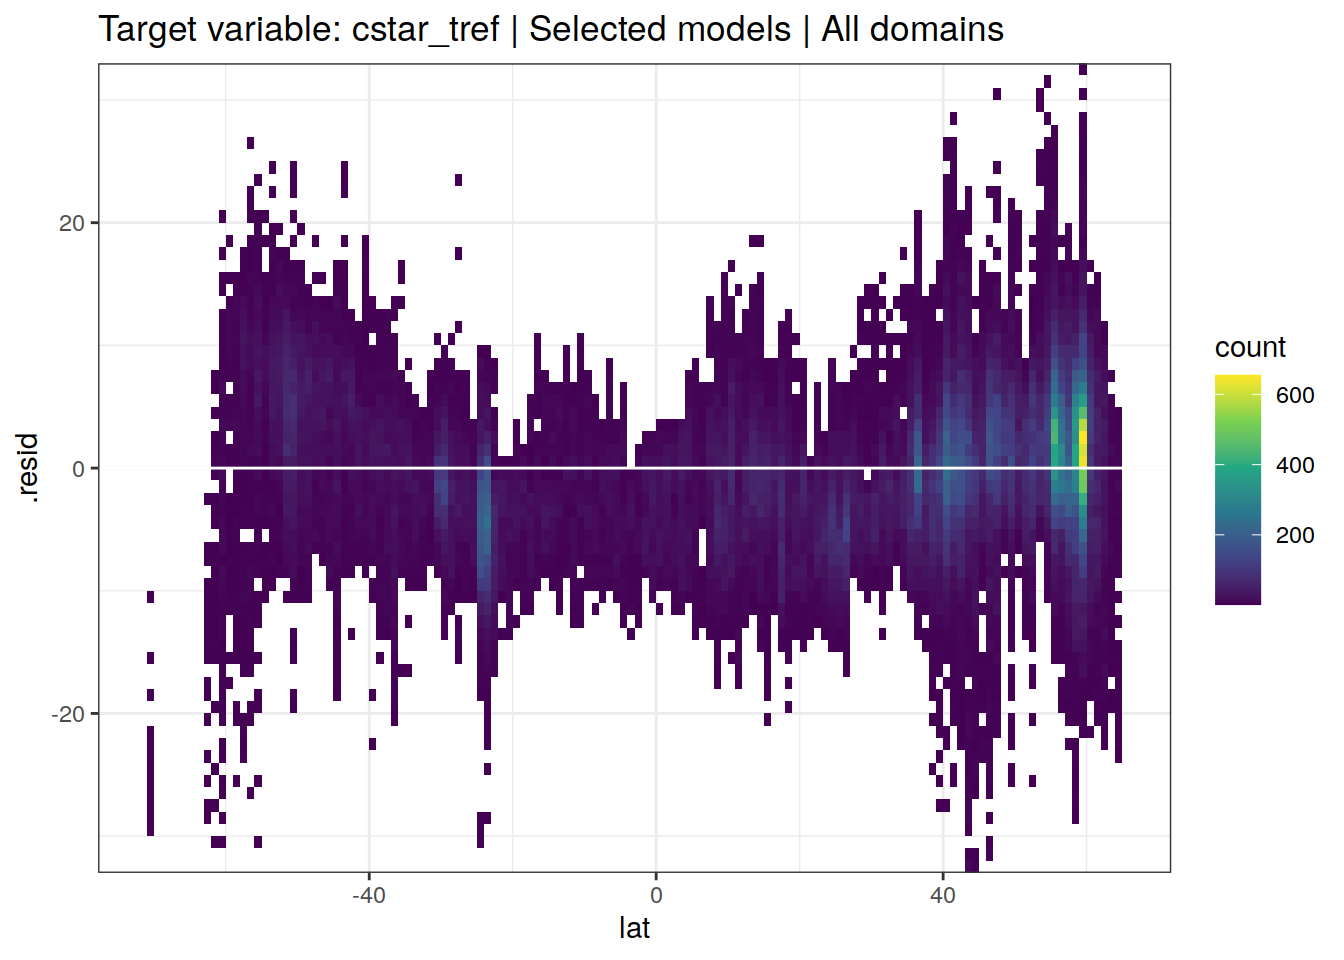 Target variable: cstar_tref | Selected models | All domains
.resid
20
0
-20
-40
0
40
lat
count
600
400
200